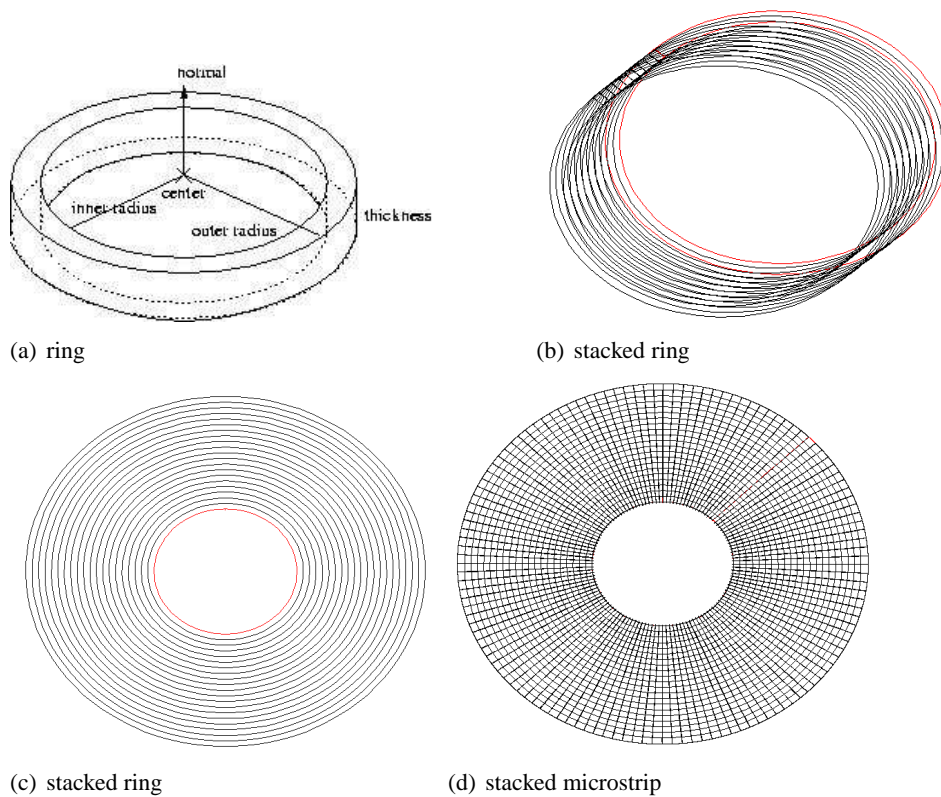 normal
center
inner radius
thickness
outer radius
(a) ring
(b) stacked ring
(c) stacked ring
(d) stacked microstrip